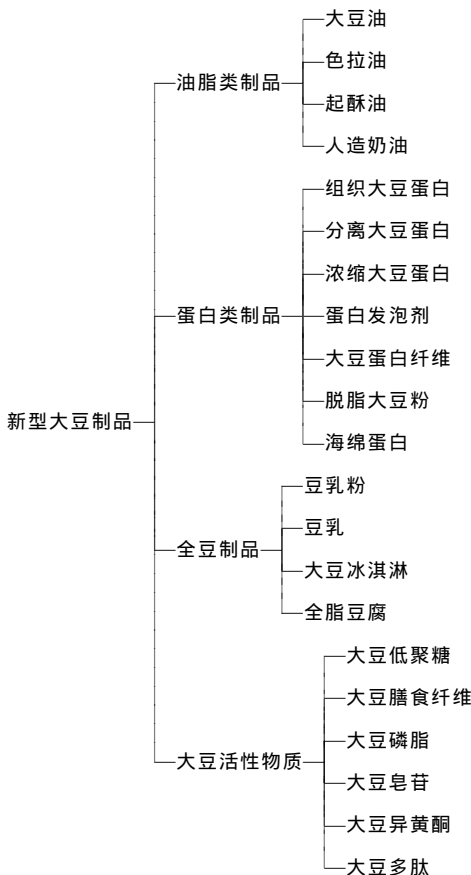 大豆油
色拉油
油脂类制品
起酥油
人造奶油
组织大豆蛋白
分离大豆蛋白
浓缩大豆蛋白
蛋白类制品
蛋白发泡剂
大豆蛋白纤维
脱脂大豆粉
新型大豆制品
海绵蛋白
豆乳粉
豆乳
全豆制品
大豆冰淇淋
全脂豆腐
大豆低聚糖
大豆膳食纤维
大豆磷脂
大豆活性物质
大豆皂苷
大豆异黄酮
大豆多肽